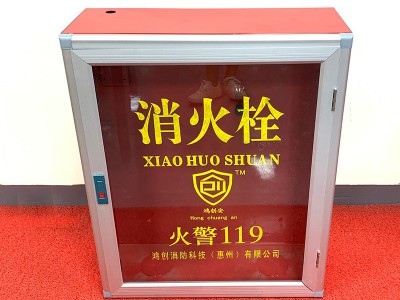 消火栓
XIAO HUO SHUAN
TM
鸿创安
Hong chuang an
火警119
鸿创消防科技（惠州）有限公司